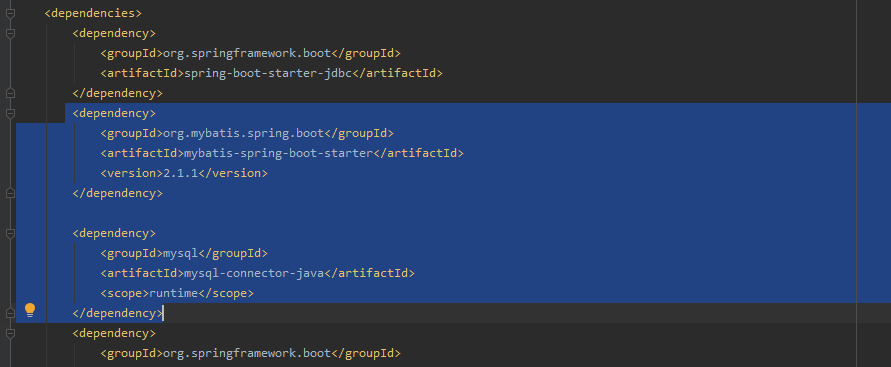 <dependencies>
<dependency>
<groupId>org.springframework.boot</groupId>
<artifactId>spring-boot-starter-jdbc</artifactId>
</dependency>
<dependency>
<groupId>org.mybatis.spring.boot</groupId>
<artifactId>mybatis-spring-boot-starter</artifactId>
<version>2.1.1</version>
</dependency>
<dependency>
<groupId>mysql</groupId>
<artifactId>mysql-connector-java</artifactId>
<scope>runtime</scope>
</dependency>
<dependency>
<groupId>org.springframework.boot</groupId>